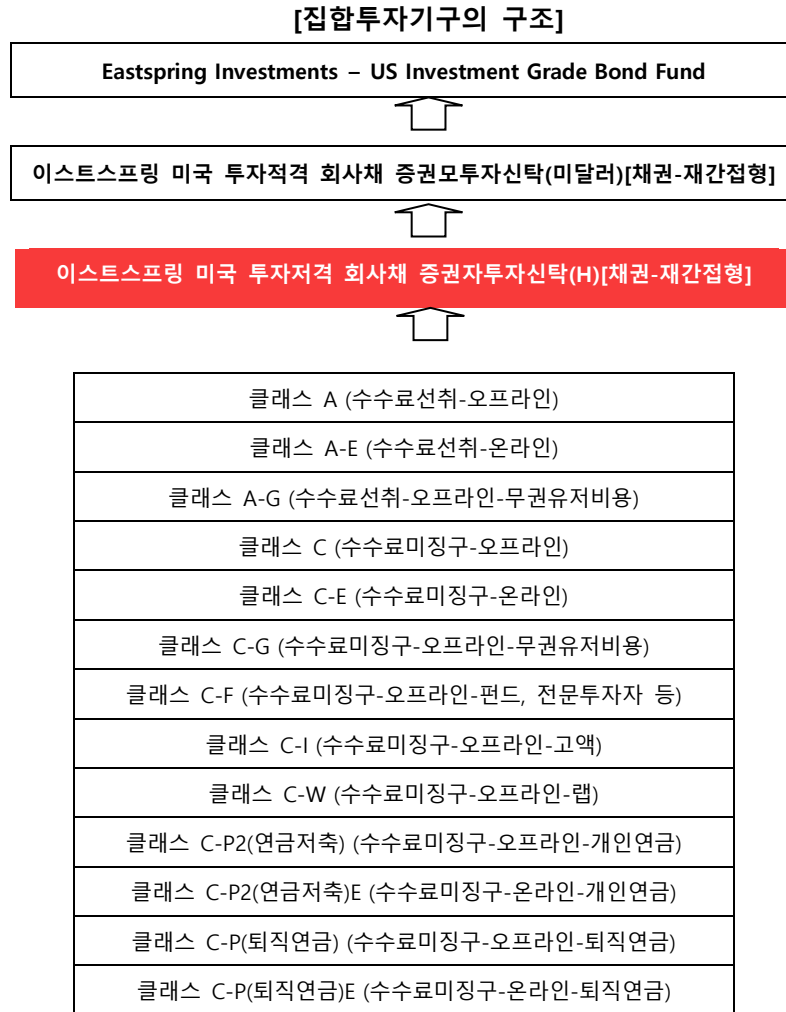 [집합투자기구의 구조]
Eastspring Investments – US Investment Grade Bond Fund
이스트스프링 미국 투자적격 회사채 증권모투자신탁(미달러)[채권-재간접형]
이스트스프링 미국 투자저격 회사채 증권자투자신탁(H)[채권-재간접형]
클래스 A (수수료선취-오프라인)
클래스 A-E (수수료선취-온라인)
클래스 A-G (수수료선취-오프라인-무권유저비용)
클래스 C (수수료미징구-오프라인)
클래스 C-E (수수료미징구-온라인)
클래스 C-G (수수료미징구-오프라인-무권유저비용)
클래스 C-F (수수료미징구-오프라인-펀드, 전문투자자 등)
클래스 C-I (수수료미징구-오프라인-고액)
클래스 C-W (수수료미징구-오프라인-랩)
클래스 C-P2(연금저축) (수수료미징구-오프라인-개인연금)
클래스 C-P2(연금저축)E (수수료미징구-온라인-개인연금)
클래스 C-P(퇴직연금) (수수료미징구-오프라인-퇴직연금)
클래스 C-P(퇴직연금)E (수수료미징구-온라인-퇴직연금)